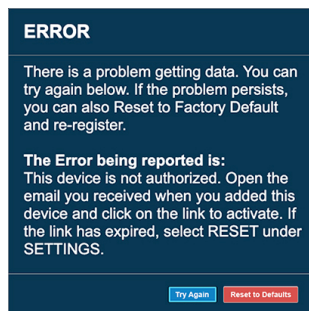 ERROR
There is a problem getting data. You can
try again below. If the problem persists,
you can also Reset to Factory Default
and re-register.
The Error being reported is:
This device is not authorized. Open the
email you received when you added this
device and click on the link to activate. If
the link has expired, select RESET under
SETTINGS.
Try Again
Reset to Defaults